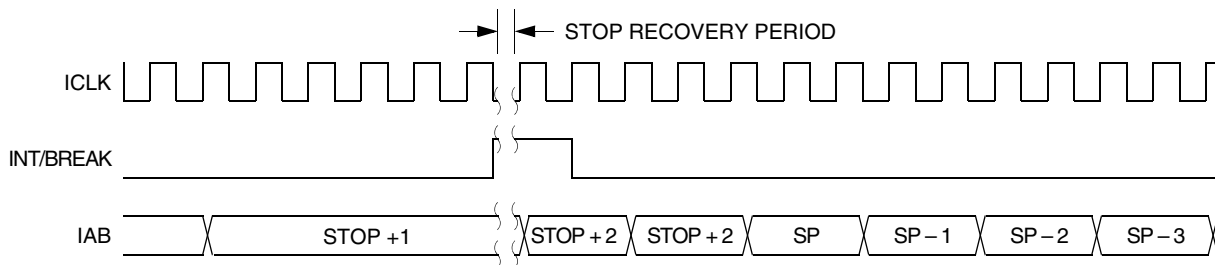 STOP RECOVERY PERIOD
ICLK
INT/BREAK
IAB STOP +1 STOP + 2 STOP + 2 SP SP – 1 SP – 2 SP – 3